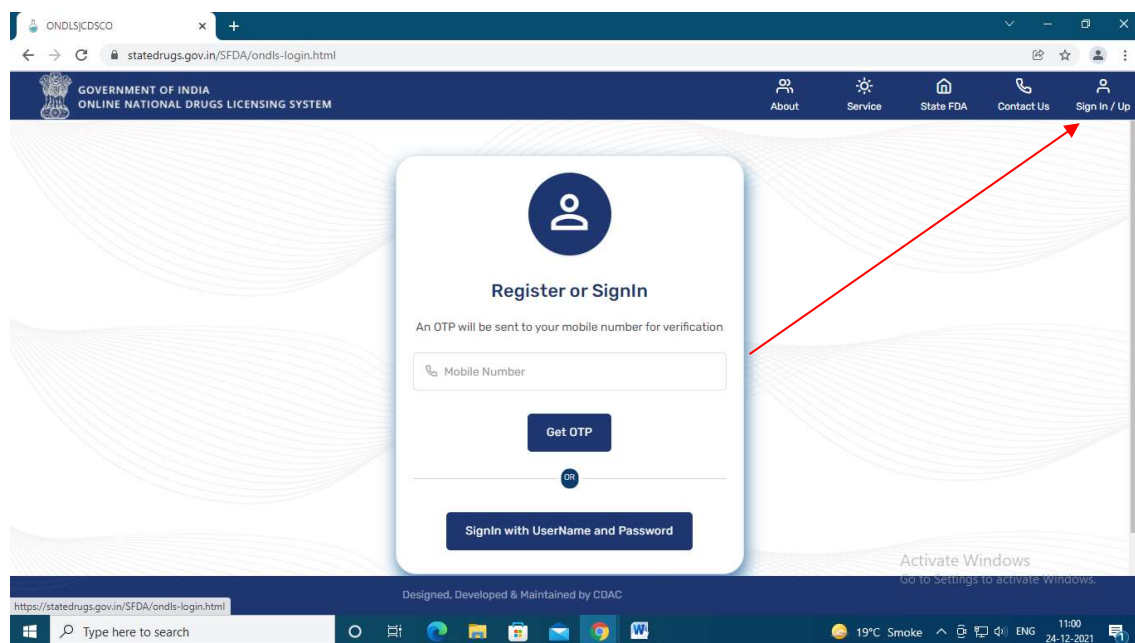 ONDLS|CDSCO
statedrugs.gov.in/SFDA/ondls-login.html
GOVERNMENT OF INDIA
ONLINE NATIONAL DRUGS LICENSING SYSTEM
About
Service
State FDA
Contact Us
Sign In / Up
Register or SignIn
An OTP will be sent to your mobile number for verification
Mobile Number
Get OTP
OR
SignIn with UserName and Password
Activate Windows
Go to Settings to activate Windows.
Designed, Developed & Maintained by CDAC
https://statedrugs.gov.in/SFDA/ondls-login.html
Type here to search
W
19°C Smoke
ENG
11:00
24-12-2021